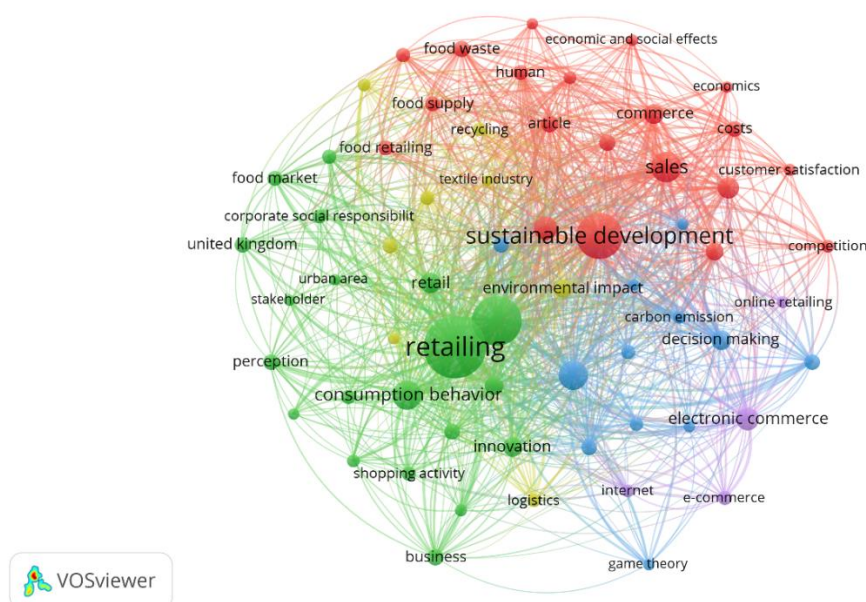 economic and social effects
food waste
human
economics
food supply
commerce
article
recycling
costs
food retailing
sales
customer satisfaction
food market
textile industry
corporate social responsibilit
sustainable development
united kingdom
competition
urban area
retail
environmental impact
stakeholder
online retailing
carbon emission
decision making
retailing
perception
consumption behavior
electronic commerce
innovation
shopping activity
internet
e-commerce
logistics
business
game theory
VOSviewer